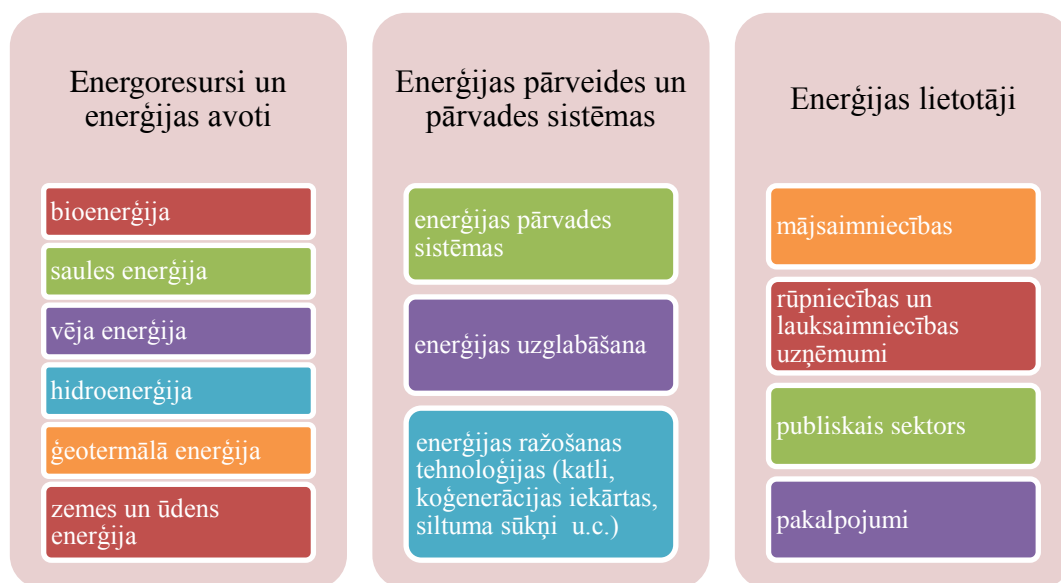 Energoresursi un
enerģijas avoti
bioenerģija
saules enerģija
vēja enerģija
hidroenerģija
ģeotermālā enerģija
zemes un ūdens
enerģija
Enerģijas pārveides un
pārvades sistēmas
enerģijas pārvades
sistēmas
enerģijas uzglabāšana
enerģijas ražošanas
tehnoloģijas (katli,
koģenerācijas iekārtas,
siltuma sūkņi u.c.)
Enerģijas lietotāji
mājsaimniecības
rūpniecības un
lauksaimniecības
uzņēmumi
publiskais sektors
pakalpojumi